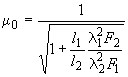 μ₀ = 1 / √(1 + (l₁/l₂)(λ₁²F₂/λ₂²F₁))